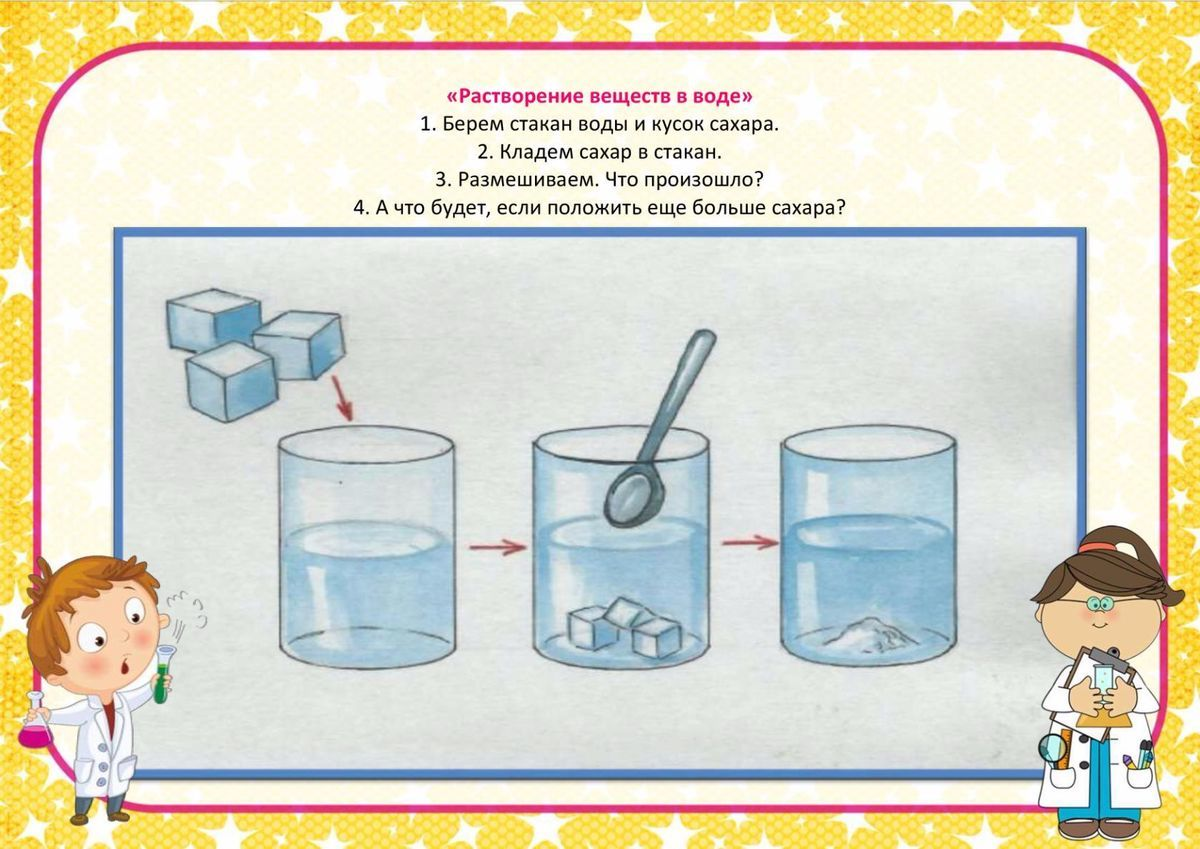 «Растворение веществ в воде»
1. Берем стакан воды и кусок сахара.
2. Кладем сахар в стакан.
3. Размешиваем. Что произошло?
4. А что будет, если положить еще больше сахара?